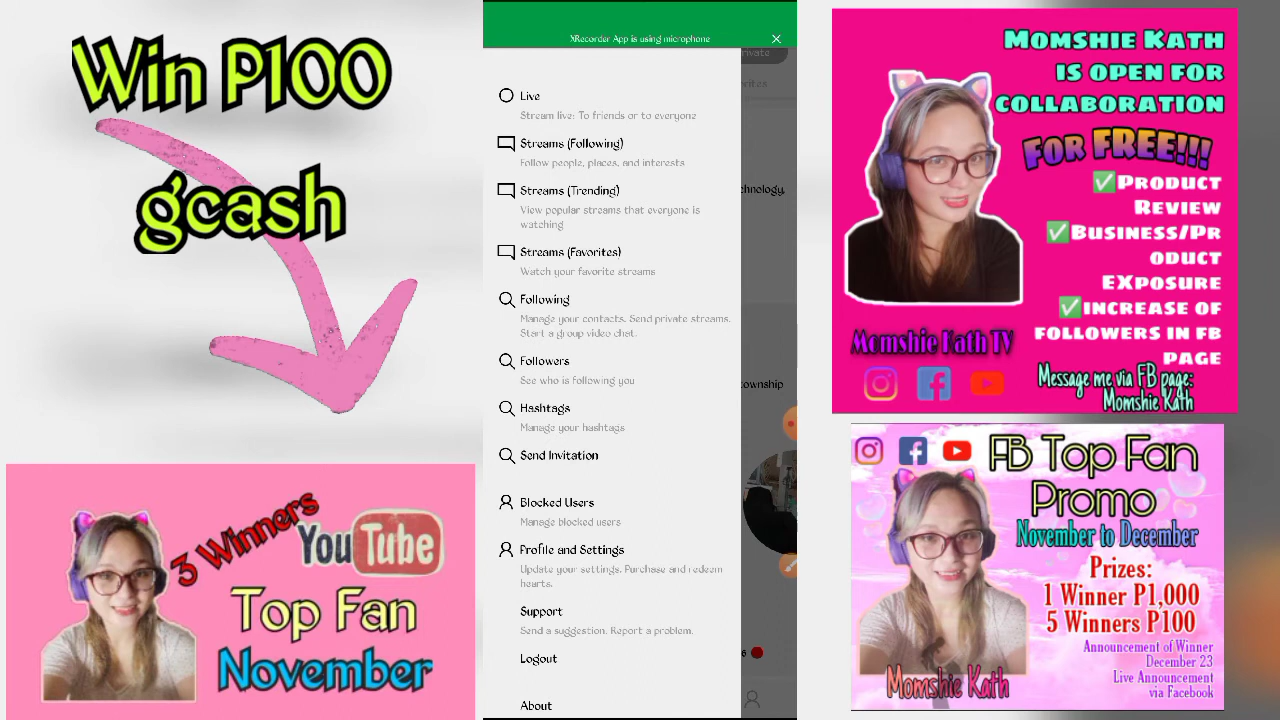 Win P100
gcash
3 Winners
YouTube
Top Fan
November
XRecorder App is using microphone
Live
Stream live: To friends or to everyone
Streams (Following)
Follow people, places, and interests
Streams (Trending)
View popular streams that everyone is
watching
Streams (Favorites)
Watch your favorite streams
Following
Manage your contacts. Send private streams.
Start a group video chat.
Followers
See who is following you
Hashtags
Manage your hashtags
Send Invitation
Blocked Users
Manage blocked users
Profile and Settings
Update your settings. Purchase and redeem
hearts.
Support
Send a suggestion. Report a problem.
Logout
About
chnology,
ownship
Momshie Kath
is open for
collaboration
FOR FREE!!!
✅Product
Review
✅Business/Pr
oduct
Exposure
✅increase of
followers in fb
page
Momshie Kath TV
Message me via FB page:
Momshie Kath
FB Top Fan
Promo
November to December
Prizes:
1 Winner P1,000
5 Winners P100
Announcement of Winner
December 23
Live Announcement
via Facebook
Momshie Kath